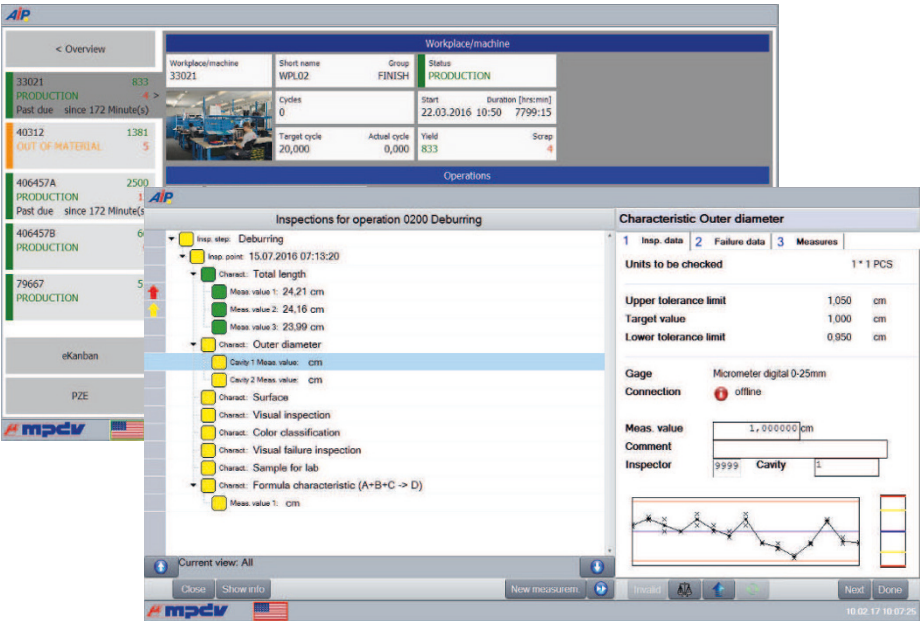 AIP
< Overview
Workplace/machine
33021 833
PRODUCTION 4 >
Past due since 172 Minute(s)
40312 1381
OUT OF MATERIAL 5
406457A 2500
PRODUCTION
Past due since 172 Minute(s
406457B
PRODUCTION
79667
PRODUCTION
eKanban
PZE
mpdv
Workplace/machine
33021
Short name Group
WPL02 FINISH
Status
PRODUCTION
Cycles
0
Start Duration [hrs:min]
22.03.2016 10:50 7799:15
Target cycle Actual cycle
20,000 0,000
Yield Scrap
833 4
Operations
AIP
Inspections for operation 0200 Deburring
Insp. step: Deburring
Insp. point: 15.07.2016 07:13:20
Charact.: Total length
Meas. value 1: 24,21 cm
Meas. value 2: 24,16 cm
Meas. value 3: 23,99 cm
Charact.: Outer diameter
Cavity 1 Meas. value: cm
Cavity 2 Meas. value: cm
Charact.: Surface
Charact.: Visual inspection
Charact.: Color classification
Charact.: Visual failure inspection
Charact.: Sample for lab
Charact.: Formula characteristic (A+B+C -> D)
Meas. value 1: cm
Current view: All
Close Show info New measurem.
Characteristic Outer diameter
1 Insp. data 2 Failure data 3 Measures
Units to be checked 1 * 1 PCS
Upper tolerance limit 1,050 cm
Target value 1,000 cm
Lower tolerance limit 0,950 cm
Gage Micrometer digital 0-25mm
Connection offline
Meas. value 1,000000 cm
Comment
Inspector 9999 Cavity 1
Invalid Next Done
mpdv
10.02.17 10:07:25